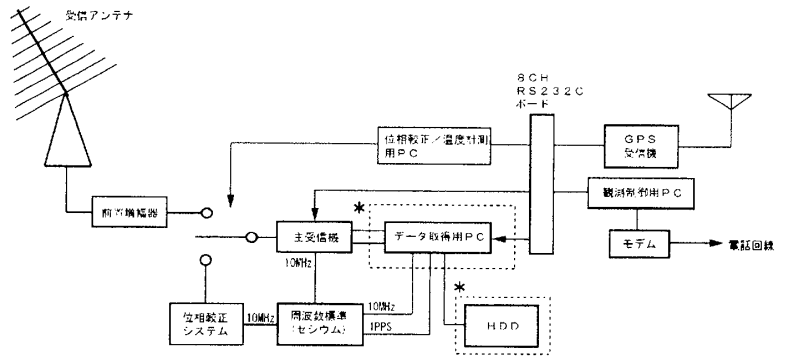 受信アンテナ
8CH
RS232C
ボード
位相較正/温度計測
用PC
GPS
受信機
前置増幅器
観測制御用PC
*
主受信機
データ取得用PC
モデム
電話回線
10MHz
*
位相較正
システム
10MHz
周波数標準
(セシウム)
10MHz
1PPS
HDD